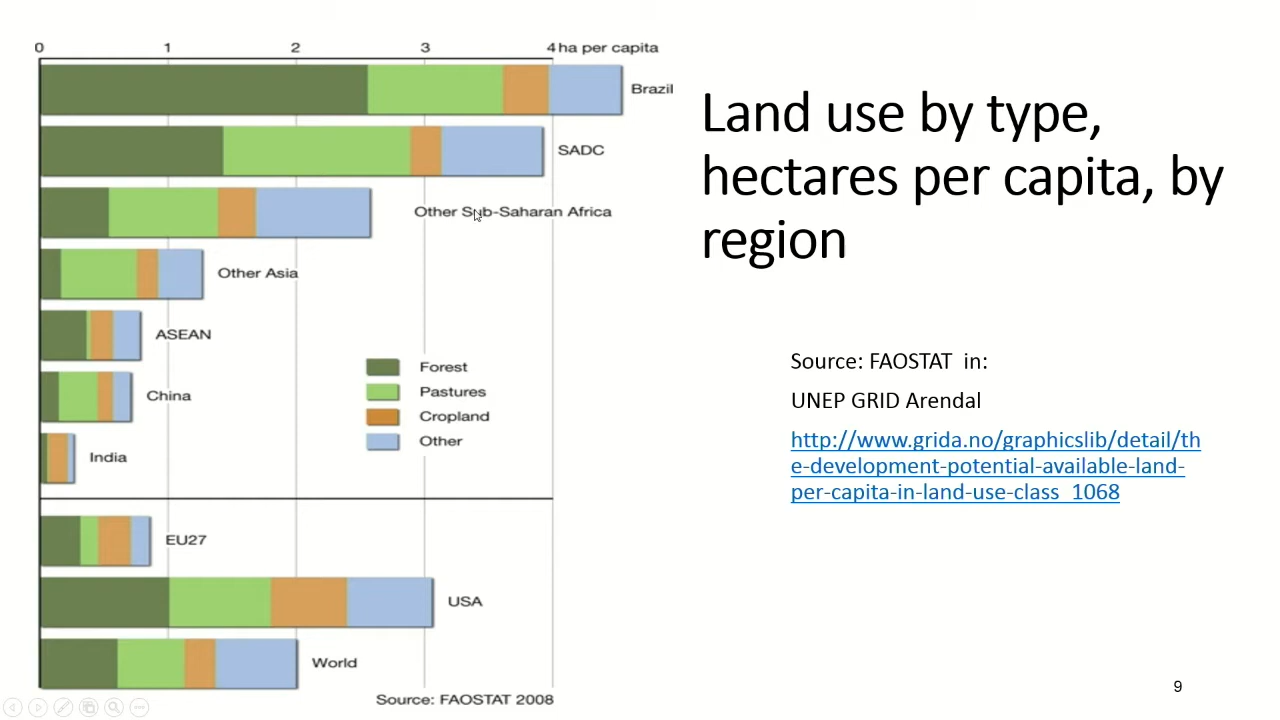 0 1 2 3 4 ha per capita
Brazil
SADC
Other Sub-Saharan Africa
Other Asia
ASEAN
China
India
Forest
Pastures
Cropland
Other
EU27
USA
World
Source: FAOSTAT 2008
Land use by type,
hectares per capita, by
region
Source: FAOSTAT in:
UNEP GRID Arendal
http://www.grida.no/graphicslib/detail/th
e-development-potential-available-land-
per-capita-in-land-use-class_1068
9